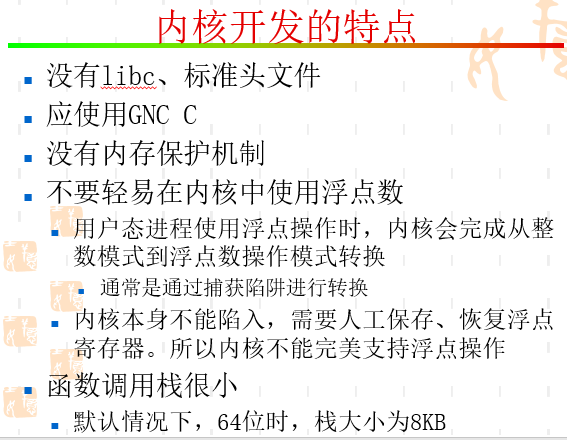 内核开发的特点
没有libc、标准头文件
应使用GNC C
没有内存保护机制
不要轻易在内核中使用浮点数
用户态进程使用浮点操作时，内核会完成从整
数模式到浮点数操作模式转换
通常是通过捕获陷阱进行转换
内核本身不能陷入，需要人工保存、恢复浮点
寄存器。所以内核不能完美支持浮点操作
函数调用栈很小
默认情况下，64位时，栈大小为8KB